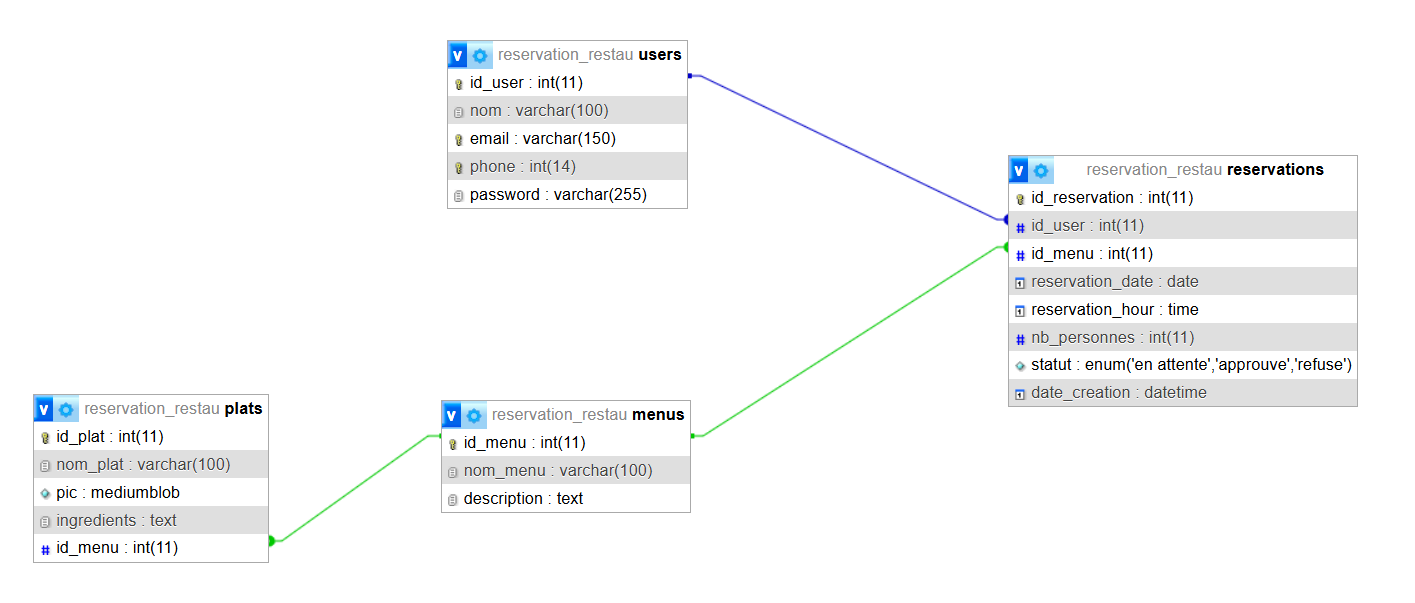 v reservation_restau users
id_user : int(11)
nom : varchar(100)
email : varchar(150)
phone : int(14)
password : varchar(255)
v reservation_restau reservations
id_reservation : int(11)
# id_user : int(11)
# id_menu : int(11)
reservation_date : date
reservation_hour : time
# nb_personnes : int(11)
statut : enum('en attente','approuve','refuse')
date_creation : datetime
v reservation_restau plats
id_plat : int(11)
nom_plat : varchar(100)
pic : mediumblob
ingredients : text
# id_menu : int(11)
v reservation_restau menus
id_menu : int(11)
nom_menu : varchar(100)
description : text